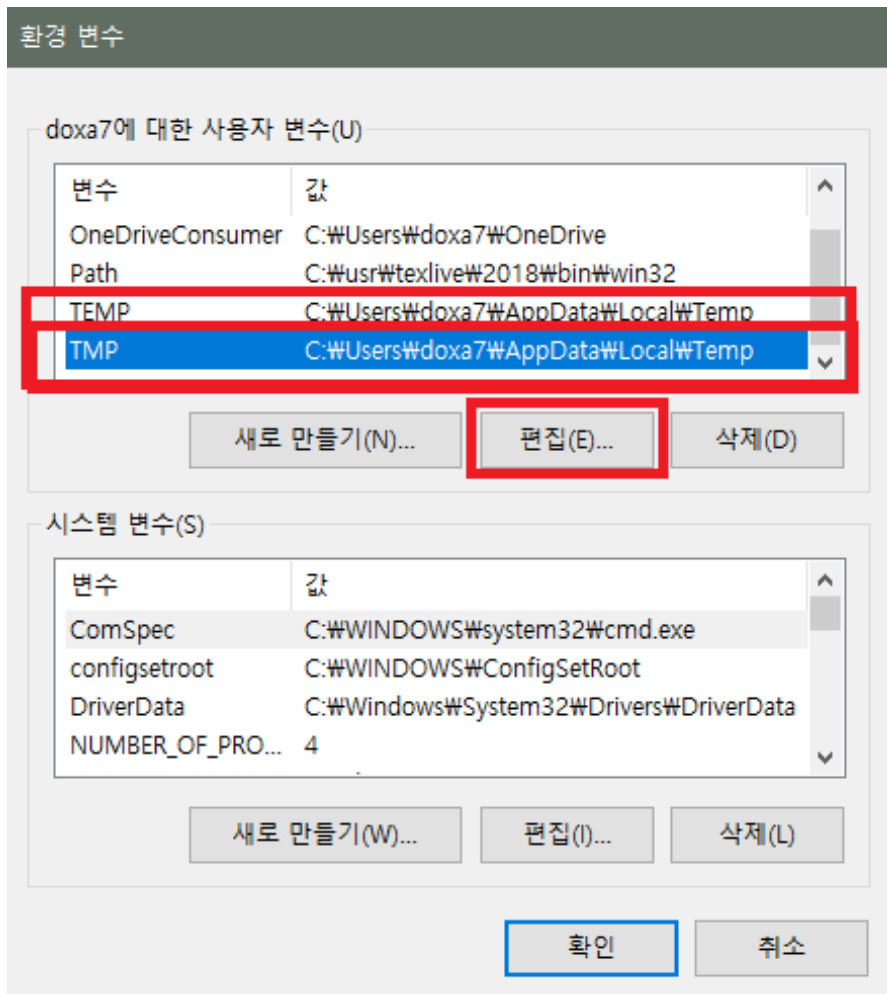 환경 변수
doxa7에 대한 사용자 변수(U)
변수 값
OneDriveConsumer C:₩Users₩doxa7₩OneDrive
Path C:₩usr₩texlive₩2018₩bin₩win32
TEMP C:₩Users₩doxa7₩AppData₩Local₩Temp
TMP C:₩Users₩doxa7₩AppData₩Local₩Temp
새로 만들기(N)... 편집(E)... 삭제(D)
시스템 변수(S)
변수 값
ComSpec C:₩WINDOWS₩system32₩cmd.exe
configsetroot C:₩WINDOWS₩ConfigSetRoot
DriverData C:₩Windows₩System32₩Drivers₩DriverData
NUMBER_OF_PRO... 4
새로 만들기(W)... 편집(I)... 삭제(L)
확인 취소